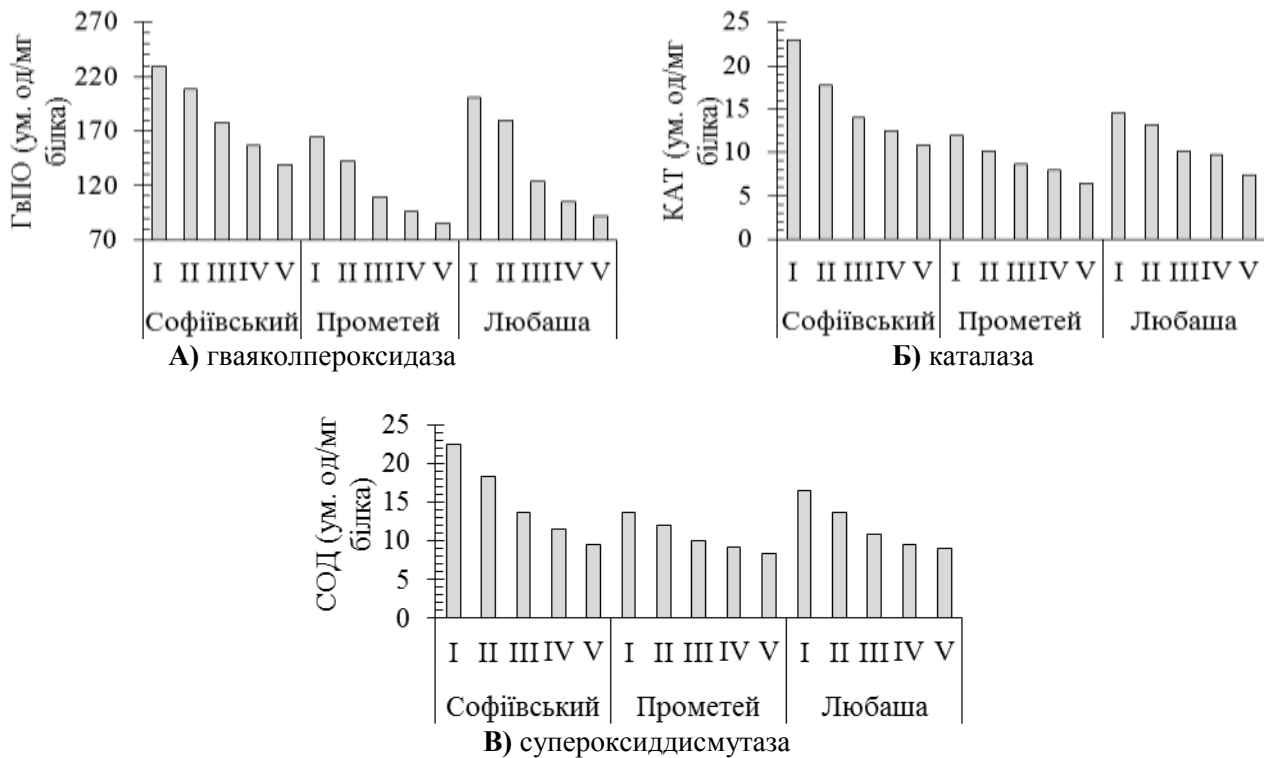 ГвПО (ум. од/мг
білка)
270
220
170
120
70
I II III IV V I II III IV V I II III IV V
Софіївський Прометей Любаша
А) гваяколпероксидаза
КАТ (ум. од/мг
білка)
25
20
15
10
5
0
I II III IV V I II III IV V I II III IV V
Софіївський Прометей Любаша
Б) каталаза
СОД (ум. од/мг
білка)
25
20
15
10
5
0
I II III IV V I II III IV V I II III IV V
Софіївський Прометей Любаша
В) супероксиддисмутаза